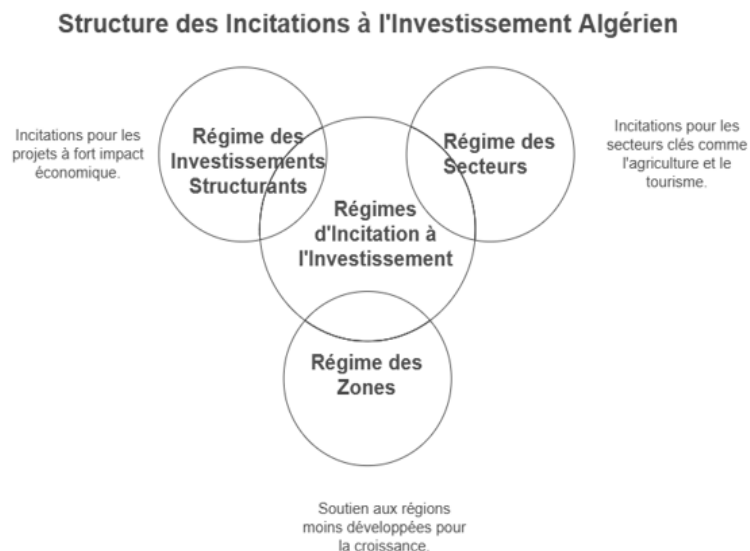 Structure des Incitations à l'Investissement Algérien
Incitations pour les
projets à fort impact
économique.
Régime des
Investissements
Structurants
Régime des
Secteurs
Incitations pour les
secteurs clés comme
l'agriculture et le
tourisme.
Régimes
d'Incitation à
l'Investissement
Régime des
Zones
Soutien aux régions
moins développées pour
la croissance.